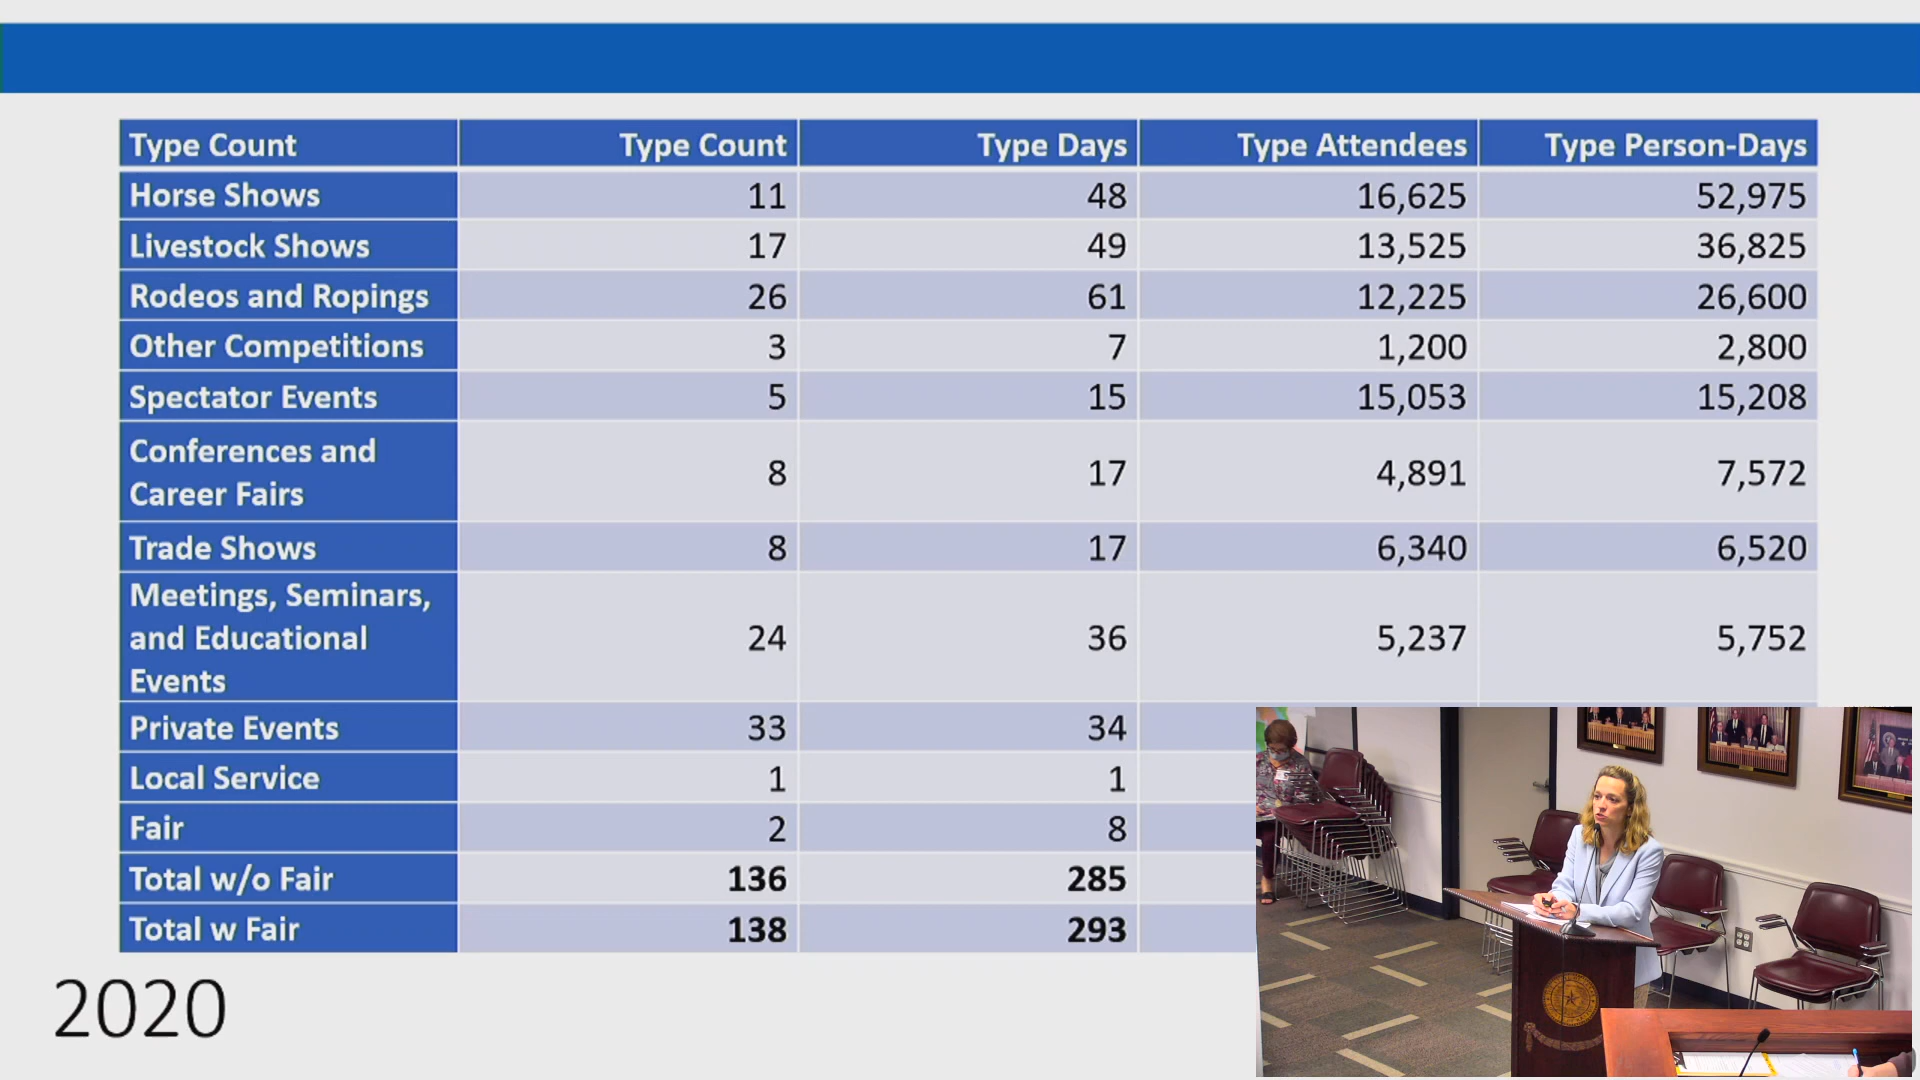 Type Count Type Count Type Days Type Attendees Type Person-Days
Horse Shows 11 48 16,625 52,975
Livestock Shows 17 49 13,525 36,825
Rodeos and Ropings 26 61 12,225 26,600
Other Competitions 3 7 1,200 2,800
Spectator Events 5 15 15,053 15,208
Conferences and
Career Fairs 8 17 4,891 7,572
Trade Shows 8 17 6,340 6,520
Meetings, Seminars,
and Educational 24 36 5,237 5,752
Events
Private Events 33 34
Local Service 1 1
Fair 2 8
Total w/o Fair 136 285
Total w Fair 138 293
2020